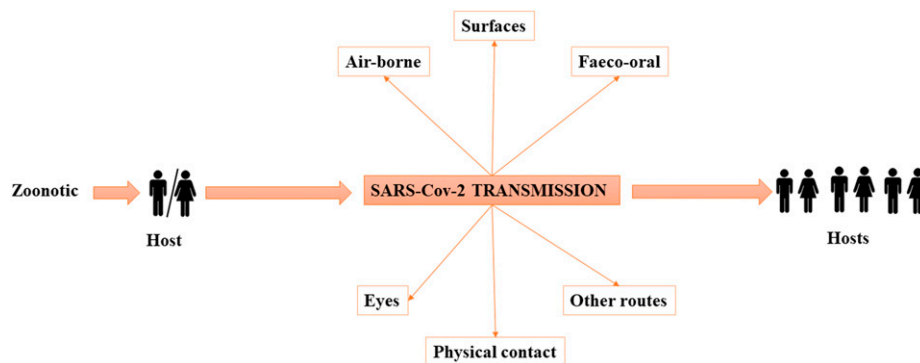 Surfaces
Air-borne
Faeco-oral
Zoonotic
SARS-Cov-2 TRANSMISSION
Host
Hosts
Eyes
Other routes
Physical contact